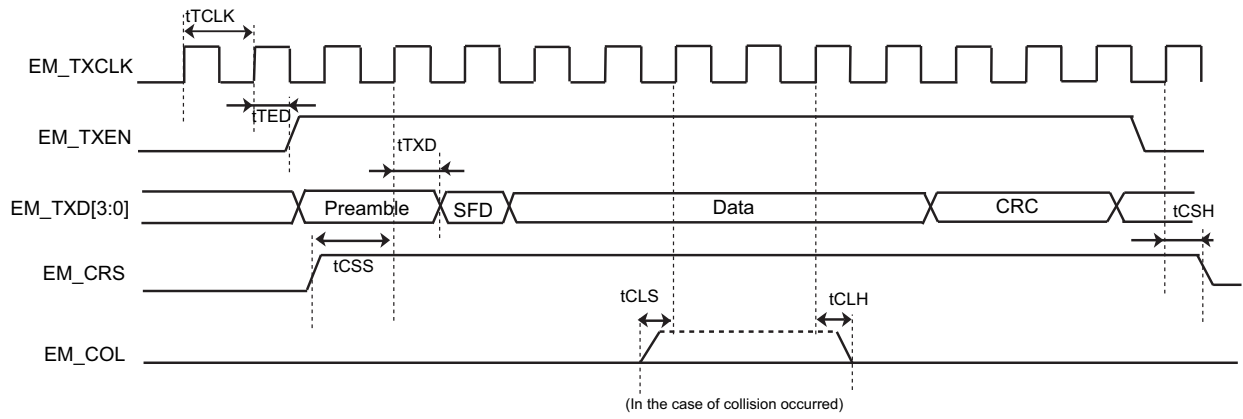 tTCLK
EM_TXCLK
tTED
EM_TXEN
tTXD
EM_TXD[3:0]
Preamble
SFD
Data
CRC
tCSH
tCSS
EM_CRS
tCLS
tCLH
EM_COL
(In the case of collision occurred)